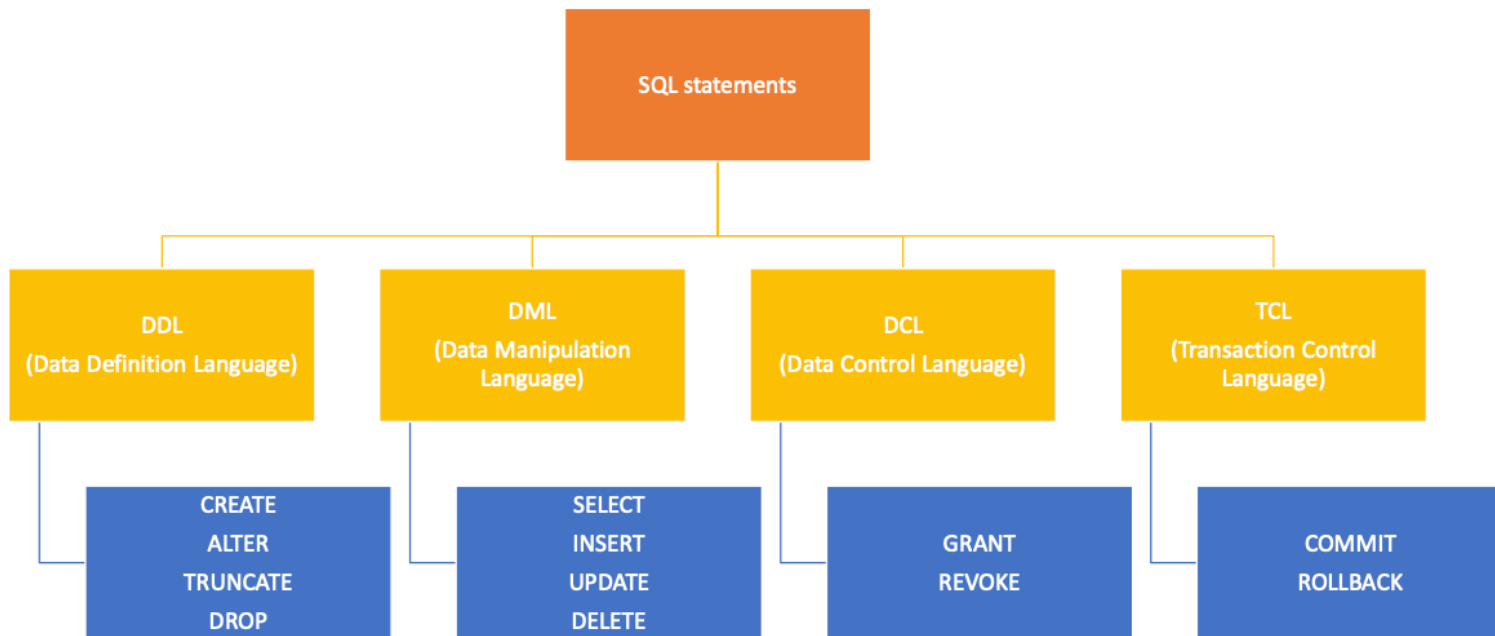 SQL statements
DDL
(Data Definition Language)
DML
(Data Manipulation
Language)
DCL
(Data Control Language)
TCL
(Transaction Control
Language)
CREATE
ALTER
TRUNCATE
DROP
SELECT
INSERT
UPDATE
DELETE
GRANT
REVOKE
COMMIT
ROLLBACK